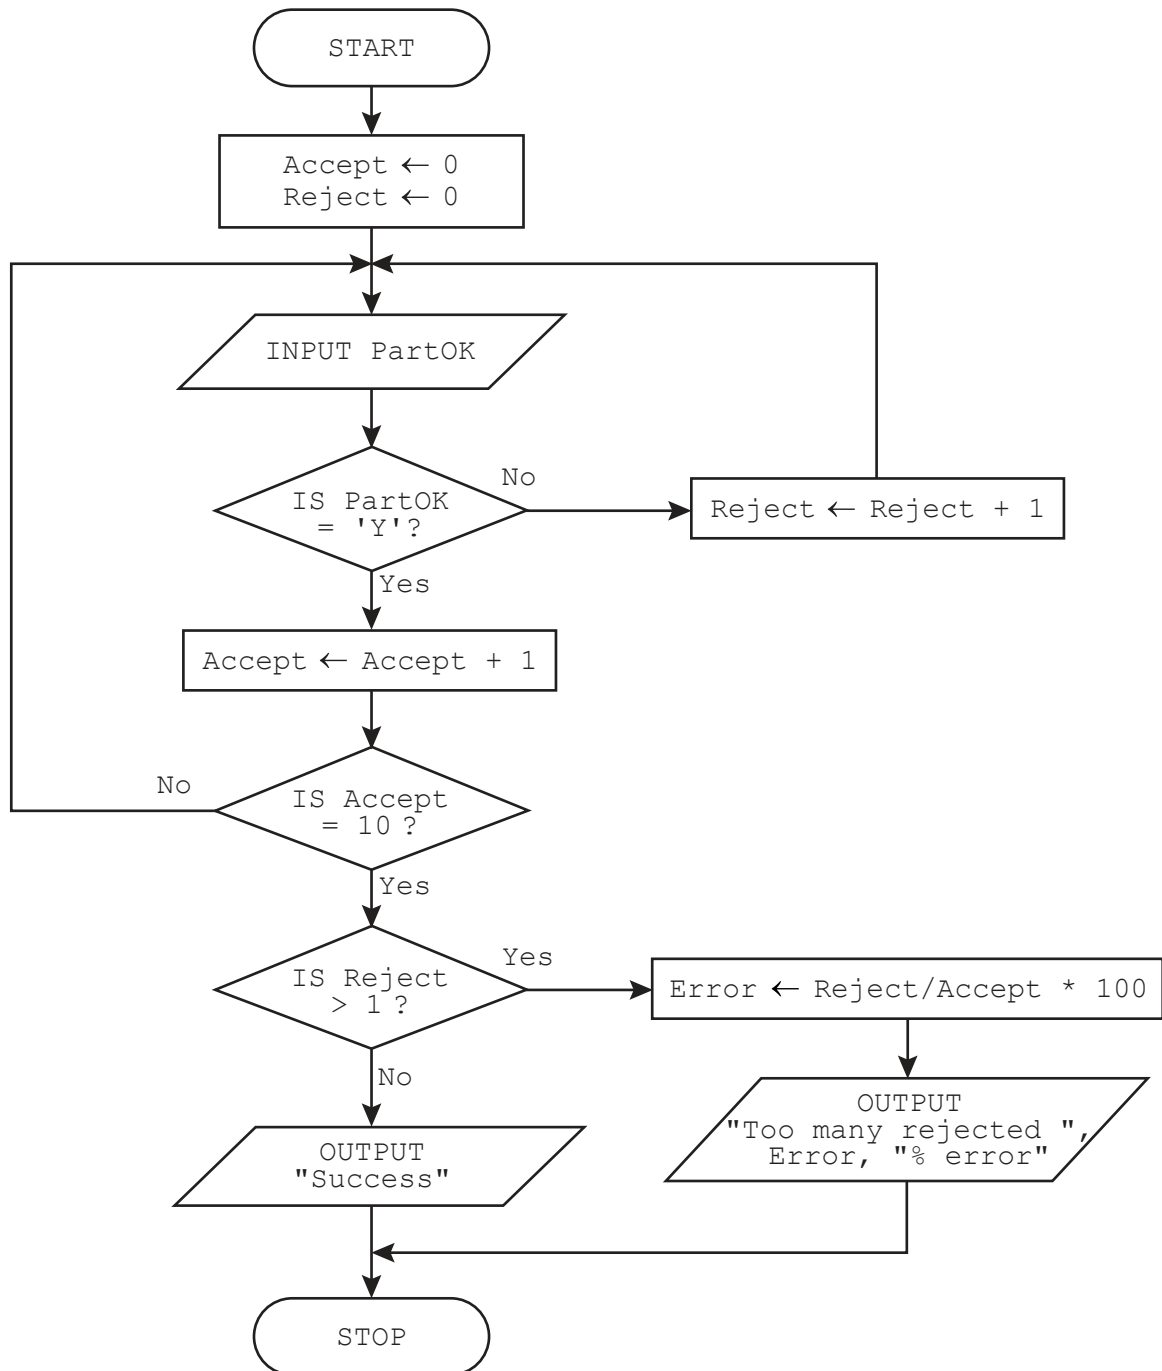 START
Accept ← 0
Reject ← 0
INPUT PartOK
IS PartOK
= 'Y'?
No
Reject ← Reject + 1
Yes
Accept ← Accept + 1
IS Accept
= 10 ?
No
Yes
IS Reject
> 1 ?
Yes
Error ← Reject/Accept * 100
No
OUTPUT
"Too many rejected ",
Error, "% error"
OUTPUT
"Success"
STOP